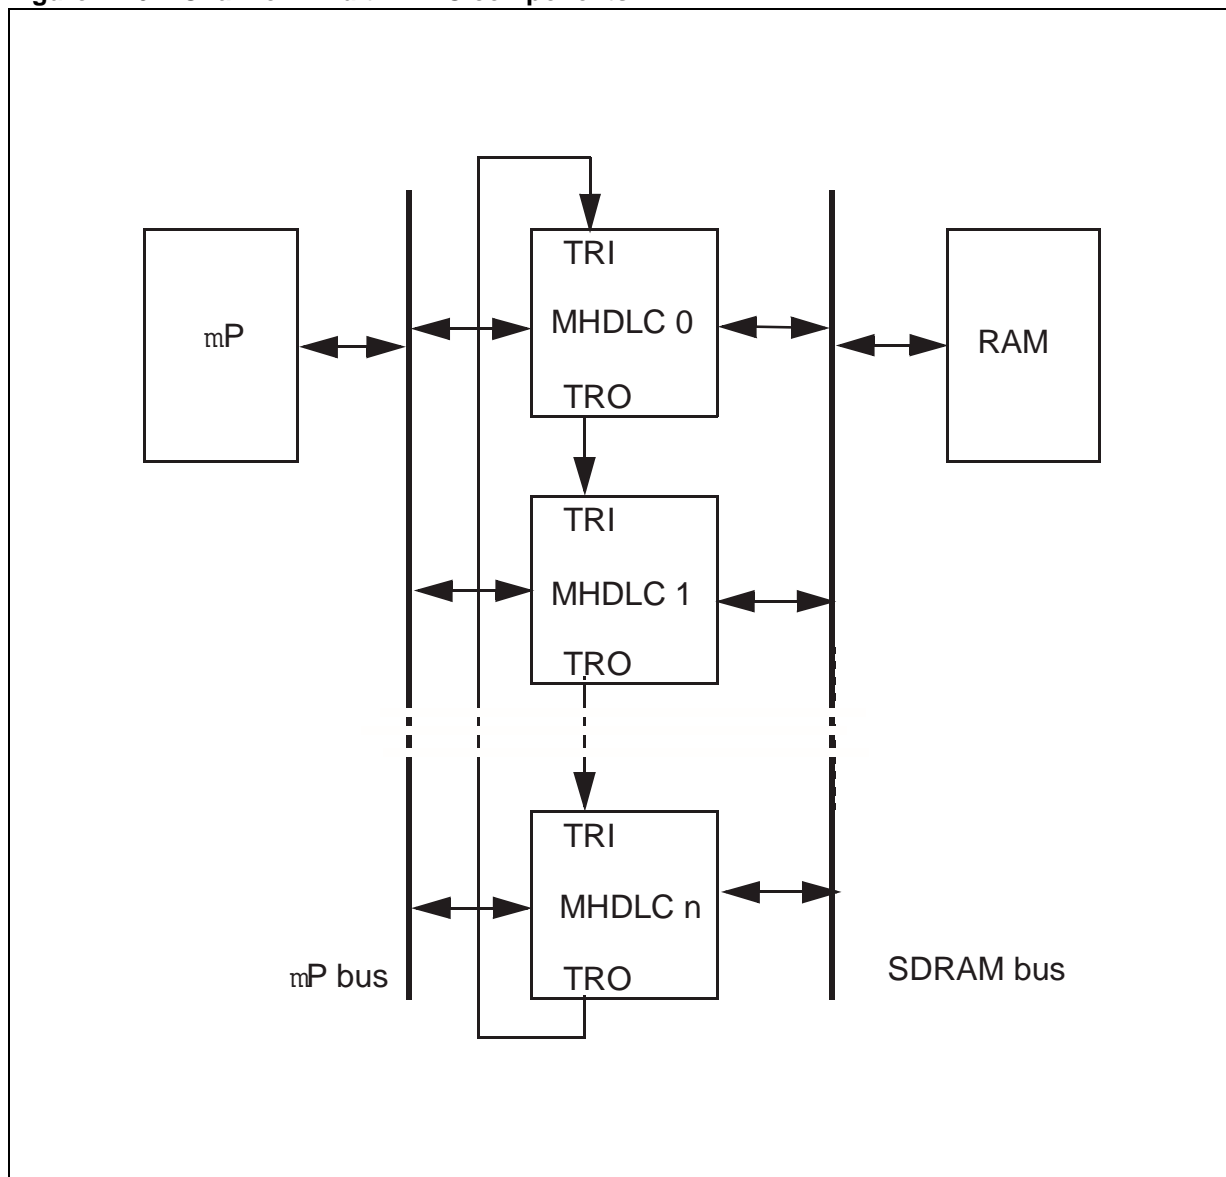 TRI
mP
MHDLC 0
RAM
TRO
TRI
MHDLC 1
TRO
TRI
MHDLC n
TRO
mP bus
SDRAM bus